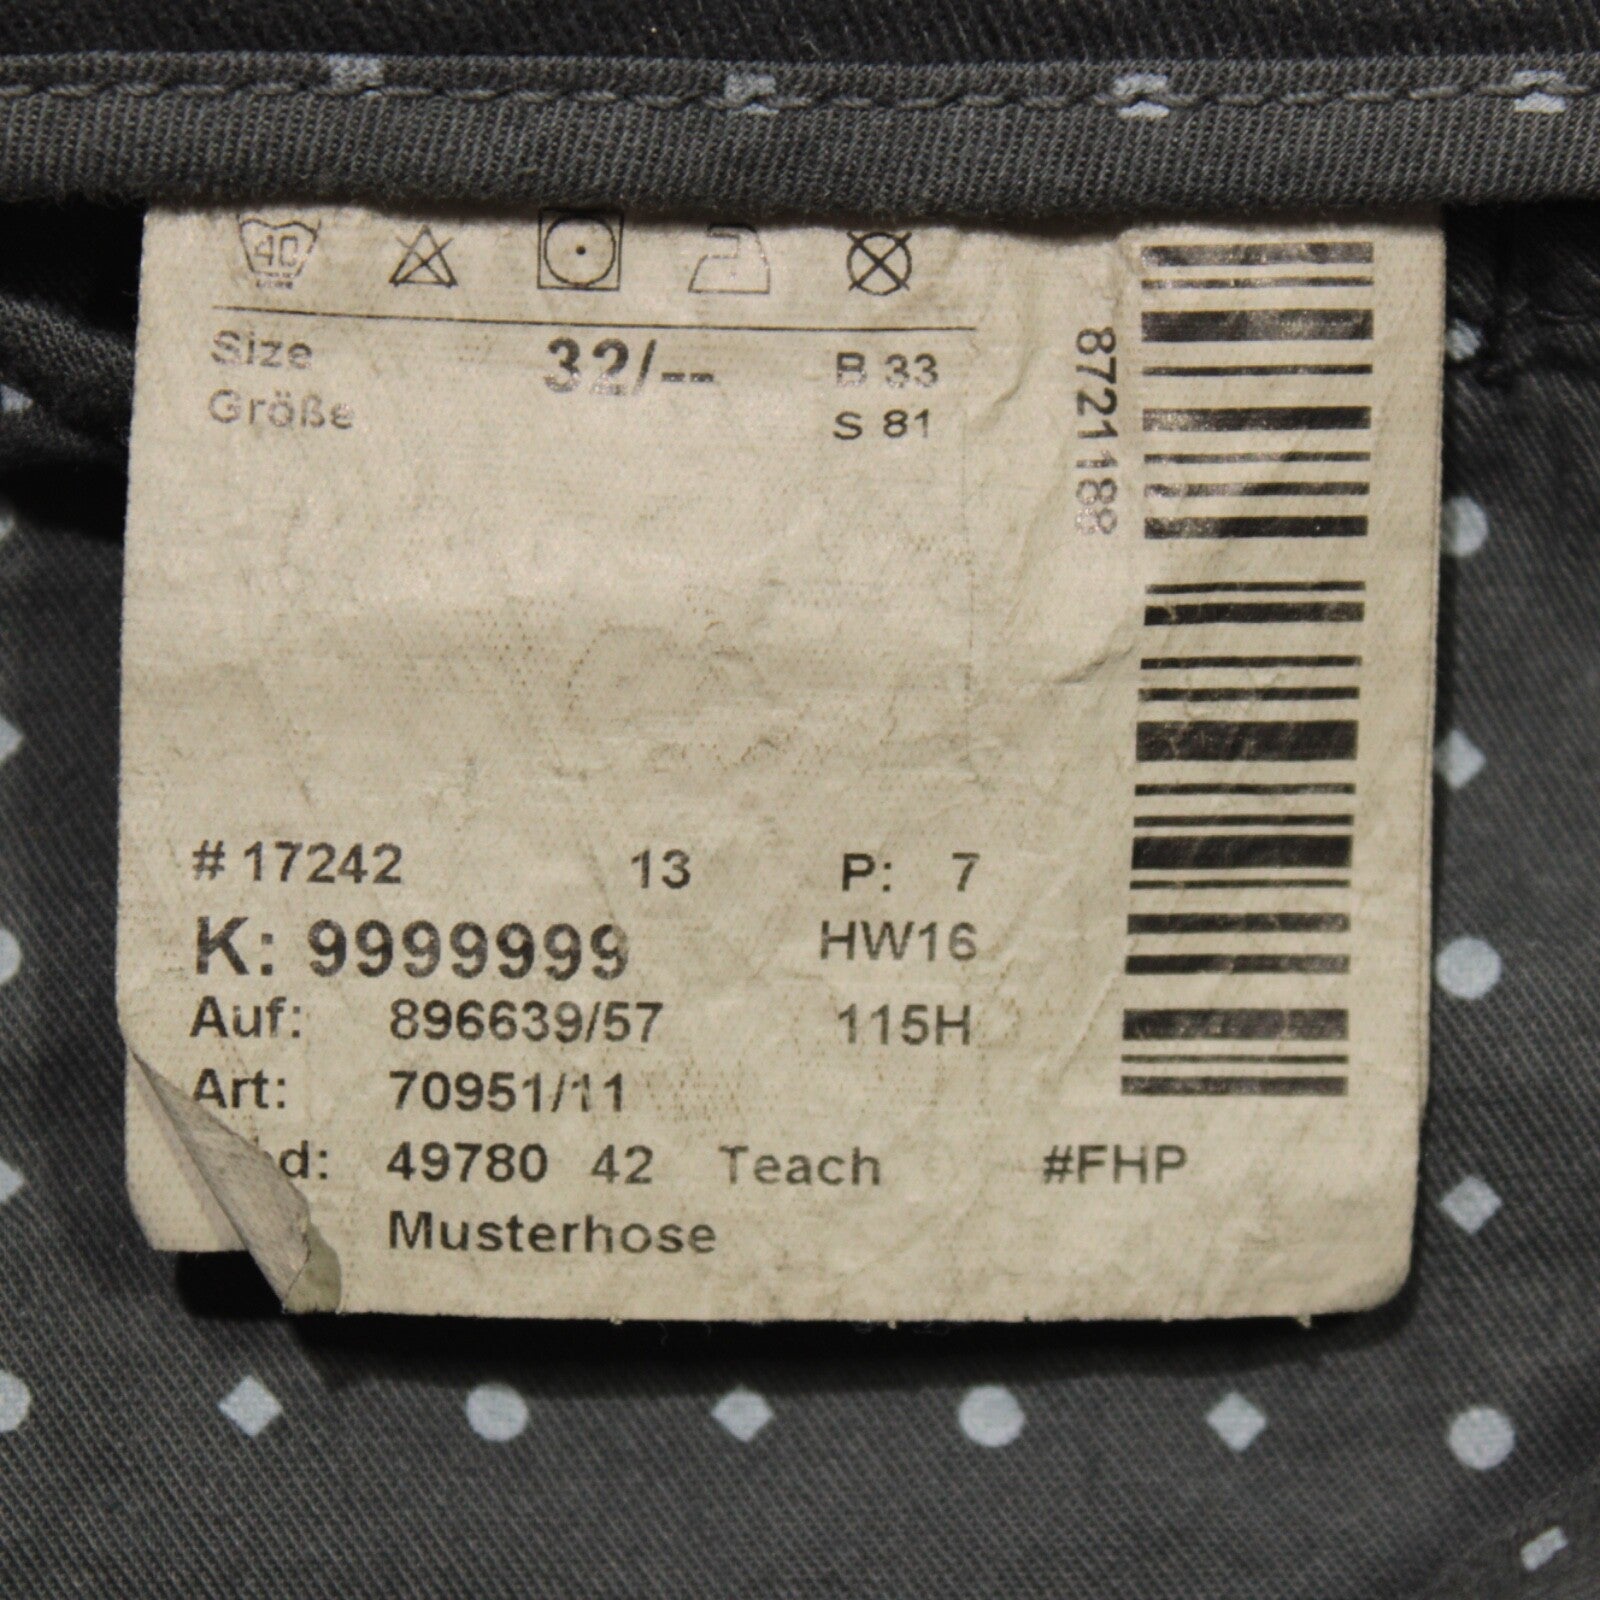 40
Size 32/-- B 33
Größe S 81
8721188
# 17242 13 P: 7
K: 9999999 HW16
Auf: 896639/57 115H
Art: 70951/11
49780 42 Teach #FHP
Musterhose